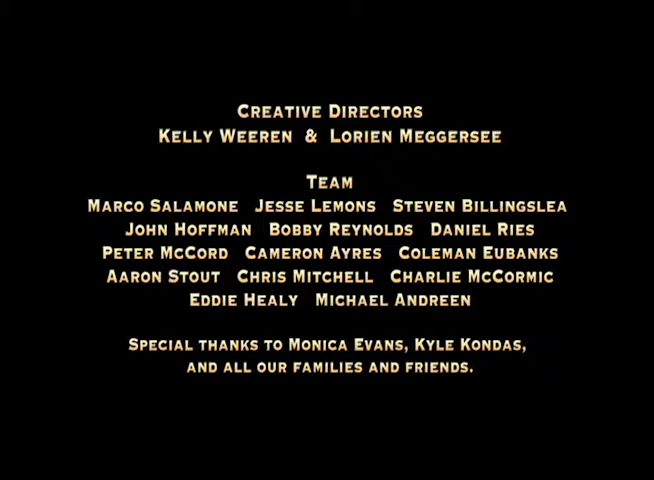 CREATIVE DIRECTORS
KELLY WEEREN & LORIEN MEGGERSEE
TEAM
MARCO SALAMONE JESSE LEMONS STEVEN BILLINGSLEA
JOHN HOFFMAN BOBBY REYNOLDS DANIEL RIES
PETER MCCORD CAMERON AYRES COLEMAN EUBANKS
AARON STOUT CHRIS MITCHELL CHARLIE MCCORMIC
EDDIE HEALY MICHAEL ANDREEN
SPECIAL THANKS TO MONICA EVANS, KYLE KONDAS,
AND ALL OUR FAMILIES AND FRIENDS.